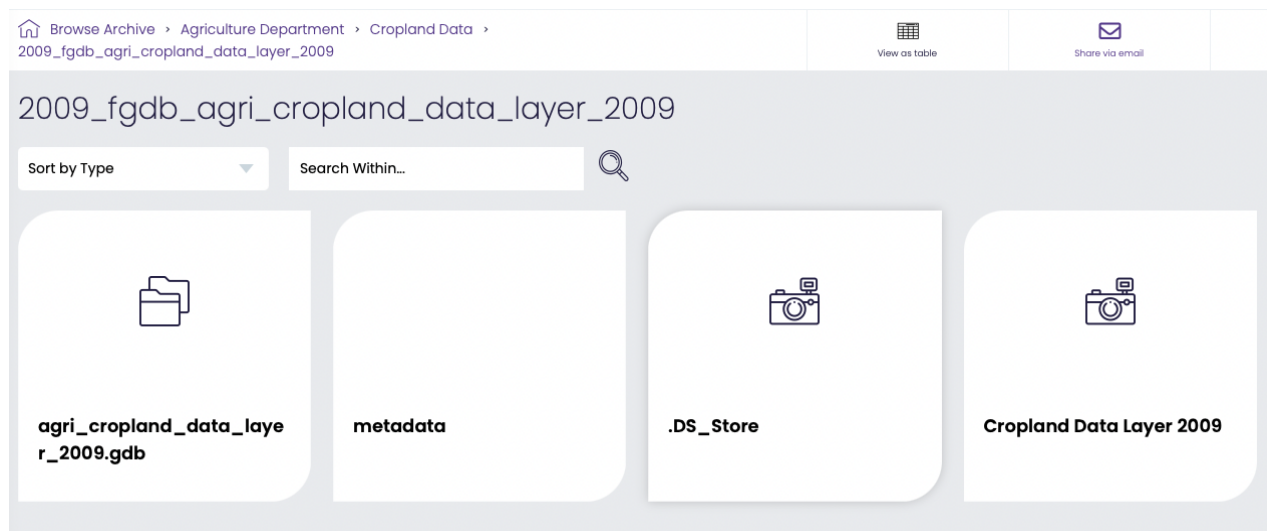 Browse Archive › Agriculture Department › Cropland Data ›
2009_fgdb_agri_cropland_data_layer_2009
View as table
Share via email
2009_fgdb_agri_cropland_data_layer_2009
Sort by Type
Search Within...
agri_cropland_data_laye
r_2009.gdb
metadata
.DS_Store
Cropland Data Layer 2009